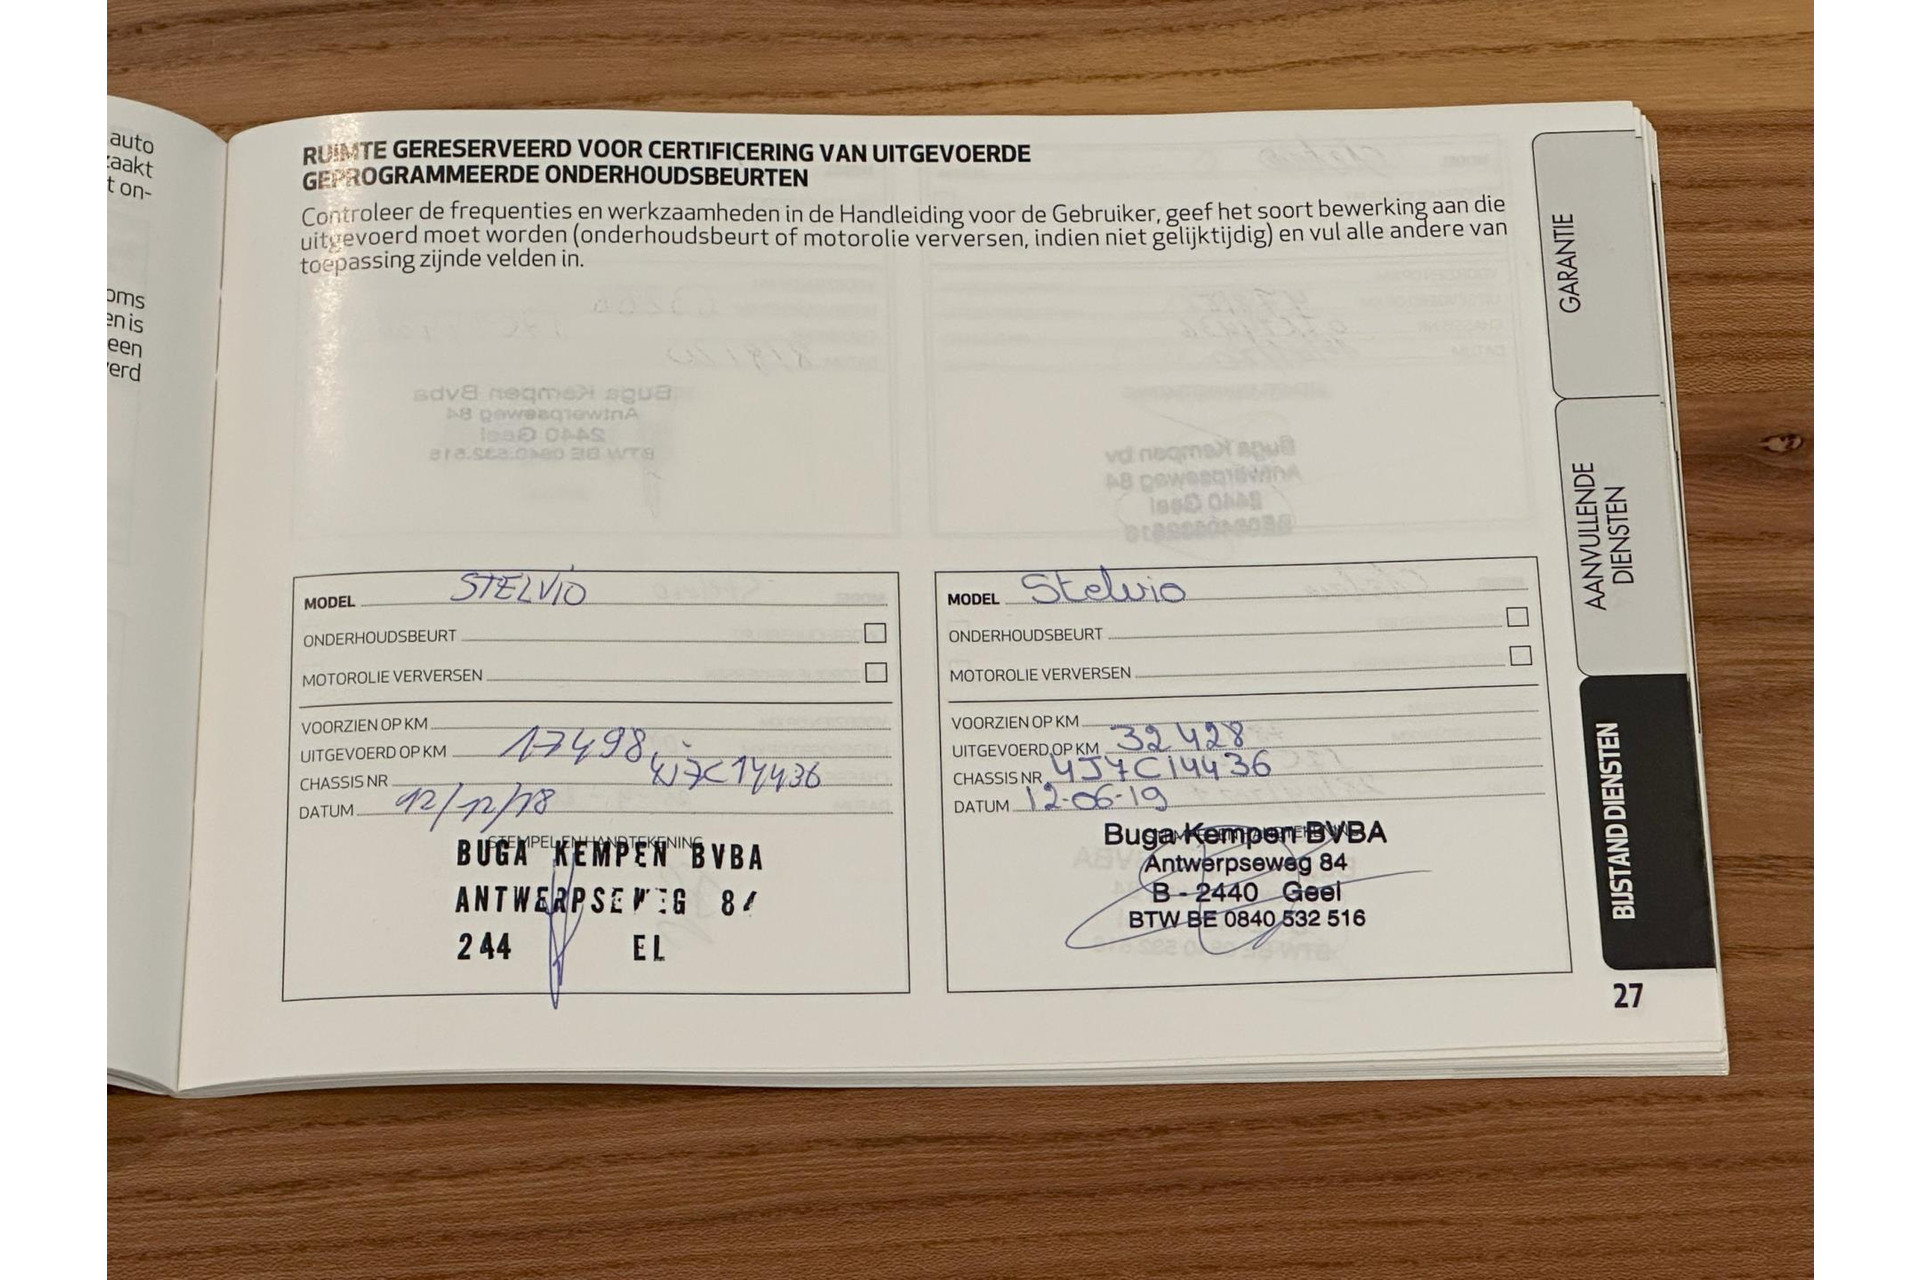 auto
aakt
t on-
oms
en is
een
erd
RUIMTE GERESERVEERD VOOR CERTIFICERING VAN UITGEVOERDE
GEPROGRAMMEERDE ONDERHOUDSBEURTEN
Controleer de frequenties en werkzaamheden in de Handleiding voor de Gebruiker, geef het soort bewerking aan die
uitgevoerd moet worden (onderhoudsbeurt of motorolie verversen, indien niet gelijktijdig) en vul alle andere van
toepassing zijnde velden in.
MODEL STELVIO
ONDERHOUDSBEURT
MOTOROLIE VERVERSEN
VOORZIEN OP KM
UITGEVOERD OP KM 17498
CHASSIS NR
DATUM 12/12/18
STEMPEL EN HANDTEKENING
BUGA KEMPEN BVBA
ANTWERPSEWEG 84
244 EL
MODEL Stelvio
ONDERHOUDSBEURT
MOTOROLIE VERVERSEN
VOORZIEN OP KM
UITGEVOERD OP KM 32428
CHASSIS NR 4J7C14436
DATUM 12-06-19
Buga Kempen BVBA
Antwerpseweg 84
B - 2440 Geel
BTW BE 0840 532 516
GARANTIE
AANVULLENDE
DIENSTEN
BIJSTAND DIENSTEN
27